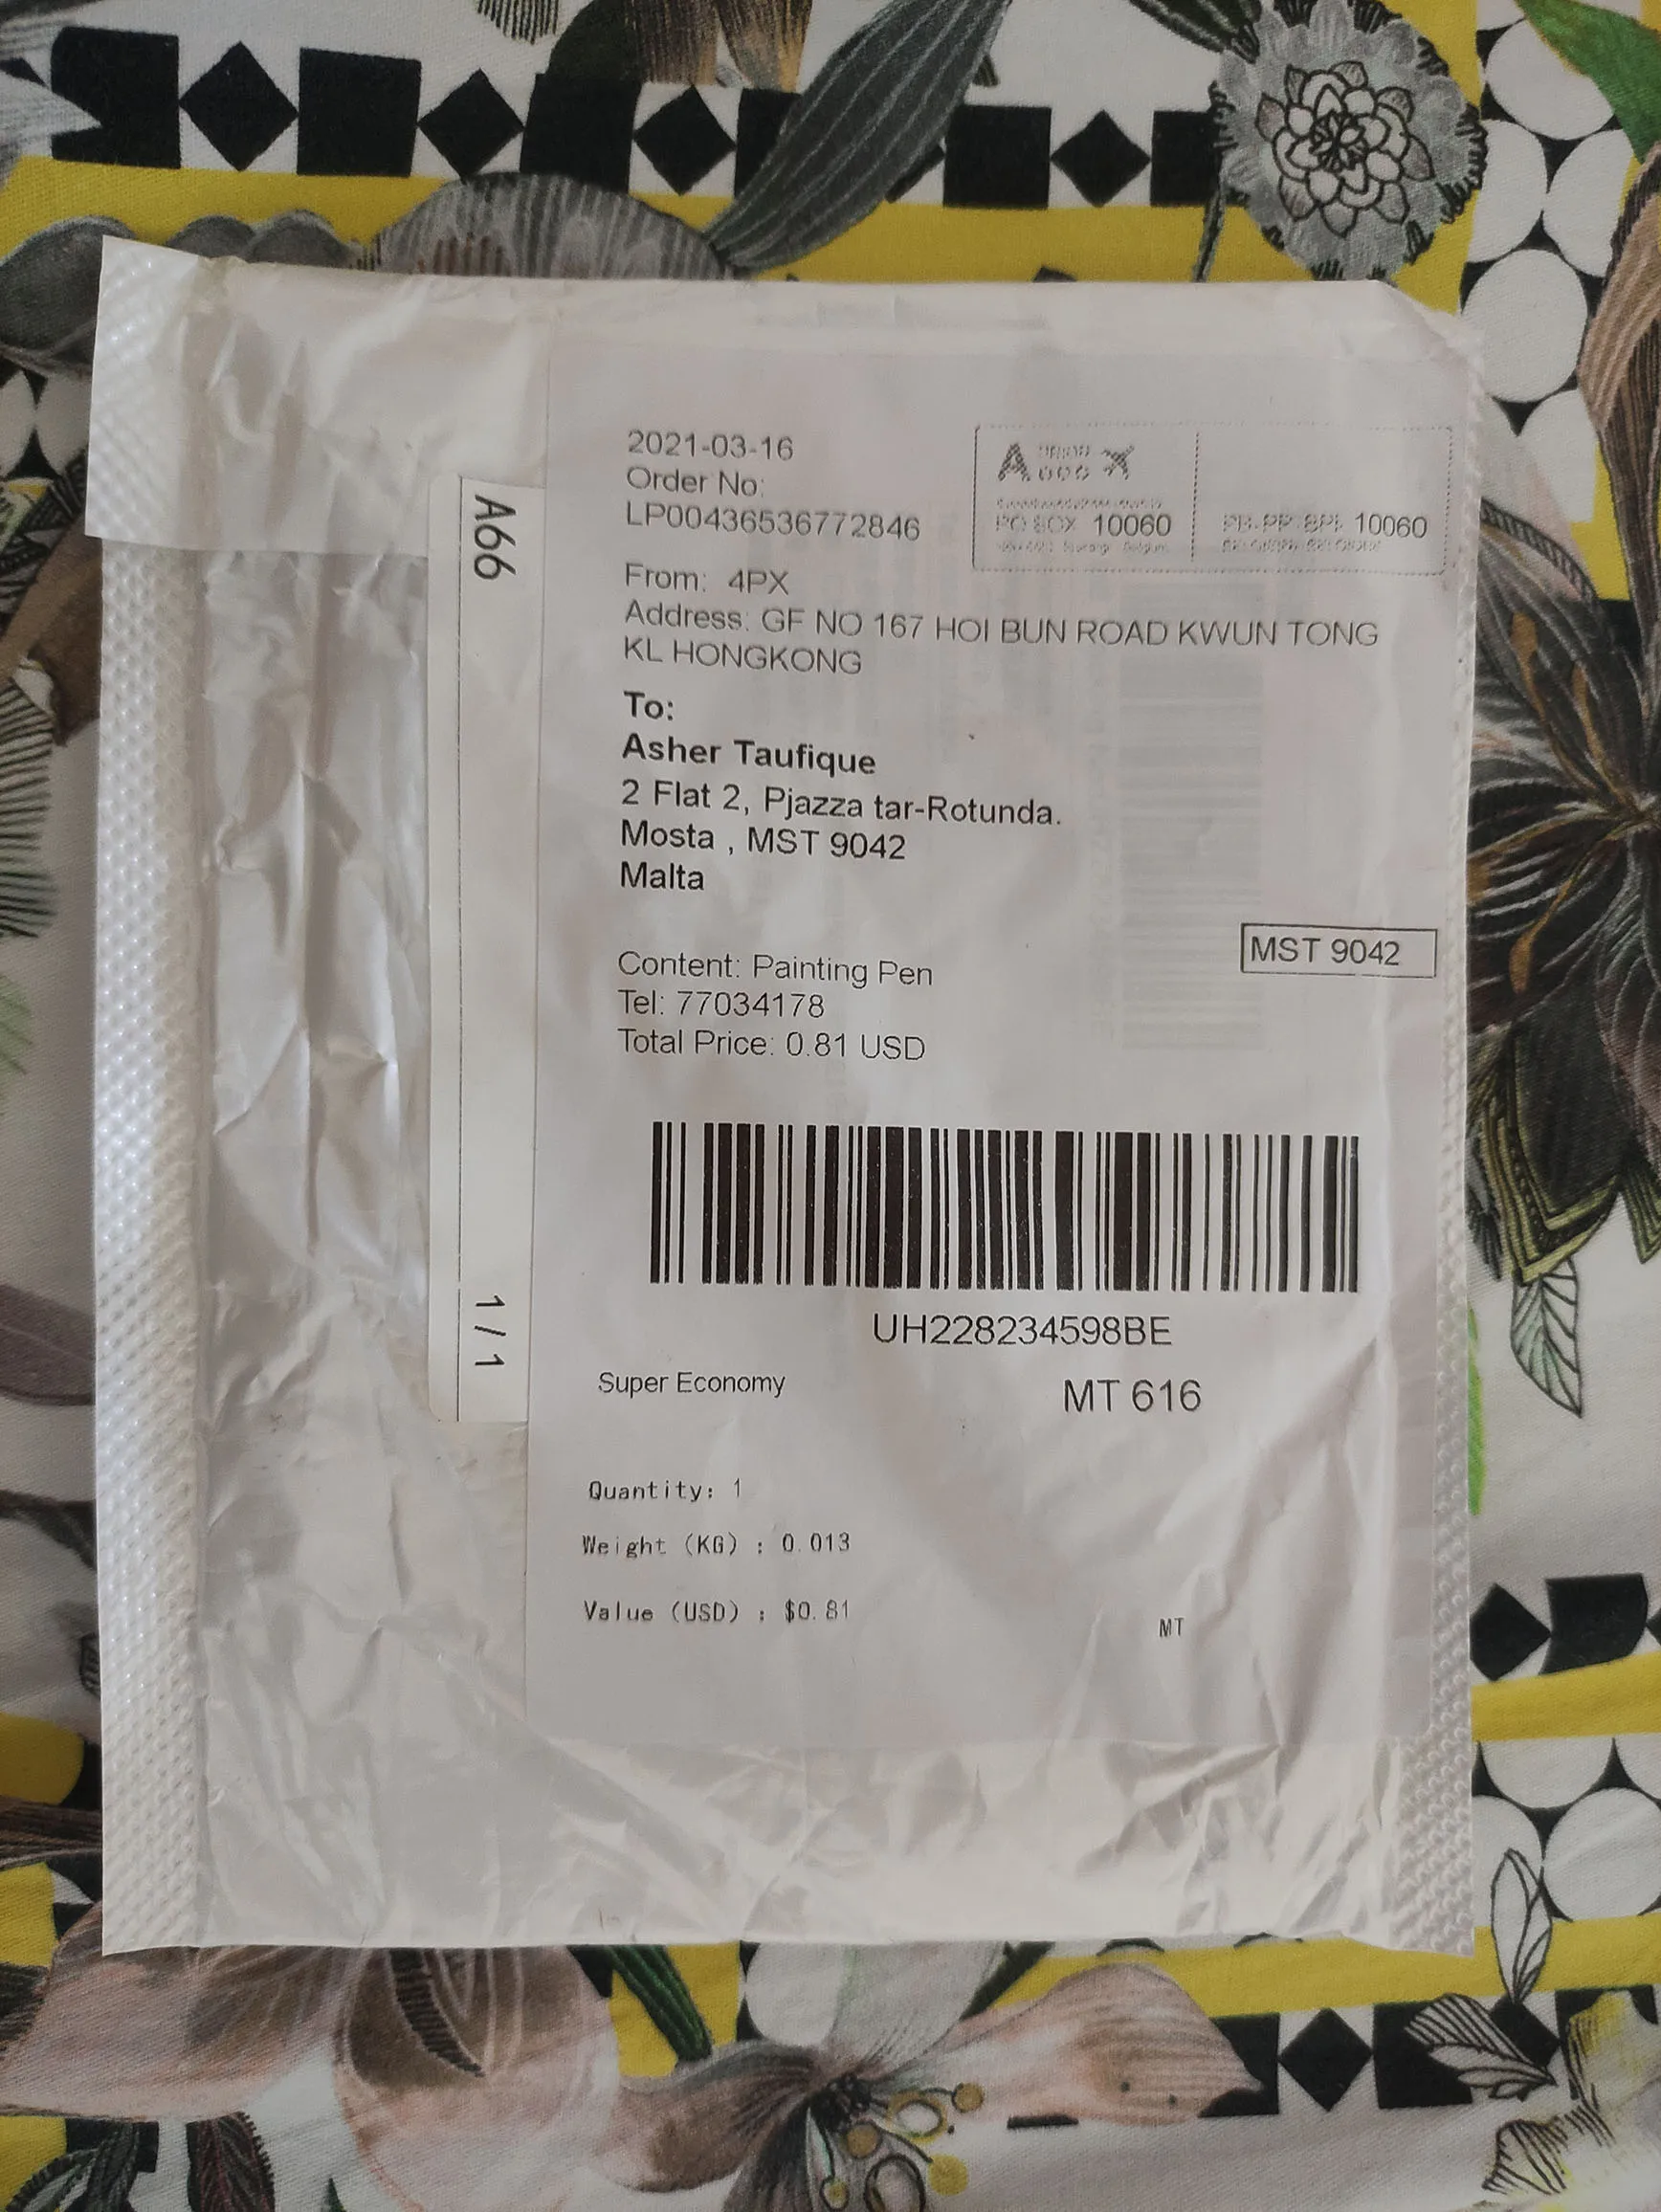 2021-03-16
Order No:
LP00436536772846
A
PO BOX 10060
PB-PP BPI 10060
From: 4PX
Address: GF NO 167 HOI BUN ROAD KWUN TONG
KL HONGKONG
To:
Asher Taufique
2 Flat 2, Pjazza tar-Rotunda.
Mosta , MST 9042
Malta
MST 9042
Content: Painting Pen
Tel: 77034178
Total Price: 0.81 USD
UH228234598BE
Super Economy
MT 616
Quantity: 1
Weight (KG) : 0.013
Value (USD) : $0.81
MT
A66
1 / 1